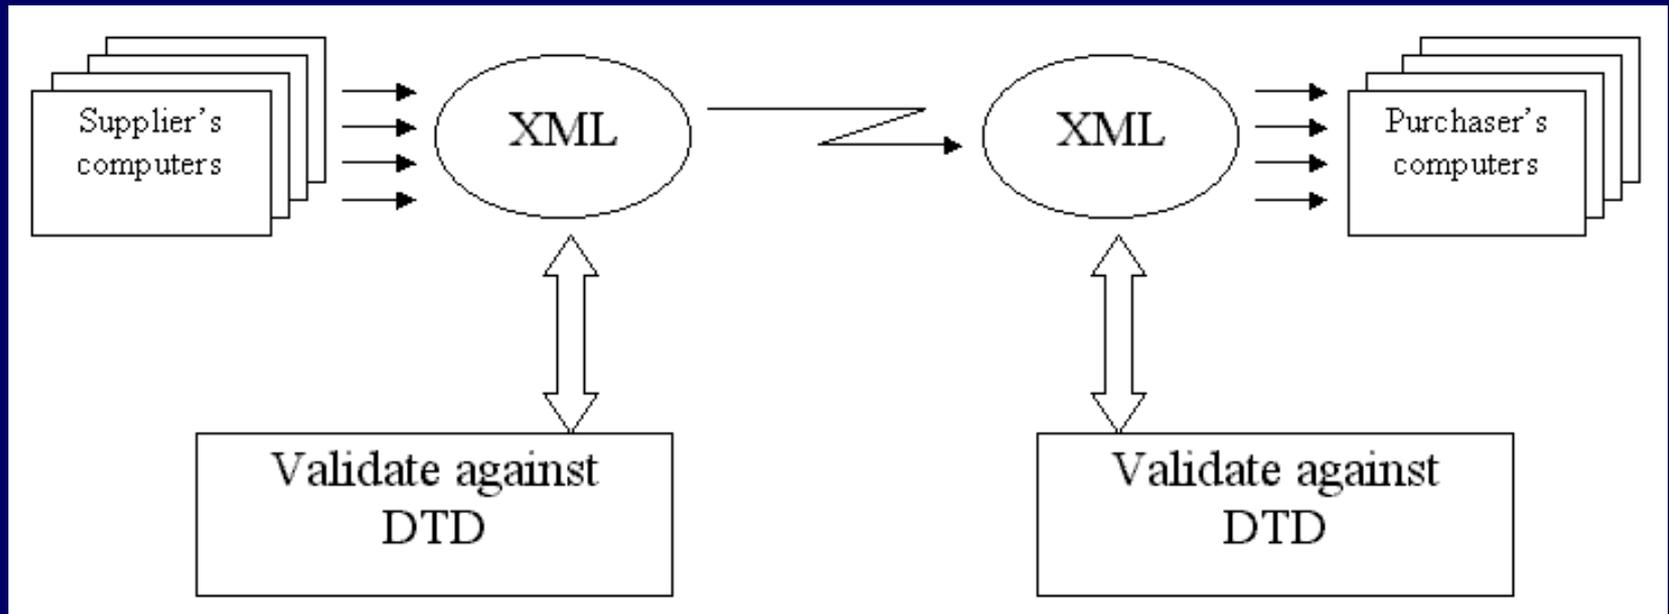 Supplier's
computers
XML
XML
Purchaser's
computers
Validate against
DTD
Validate against
DTD